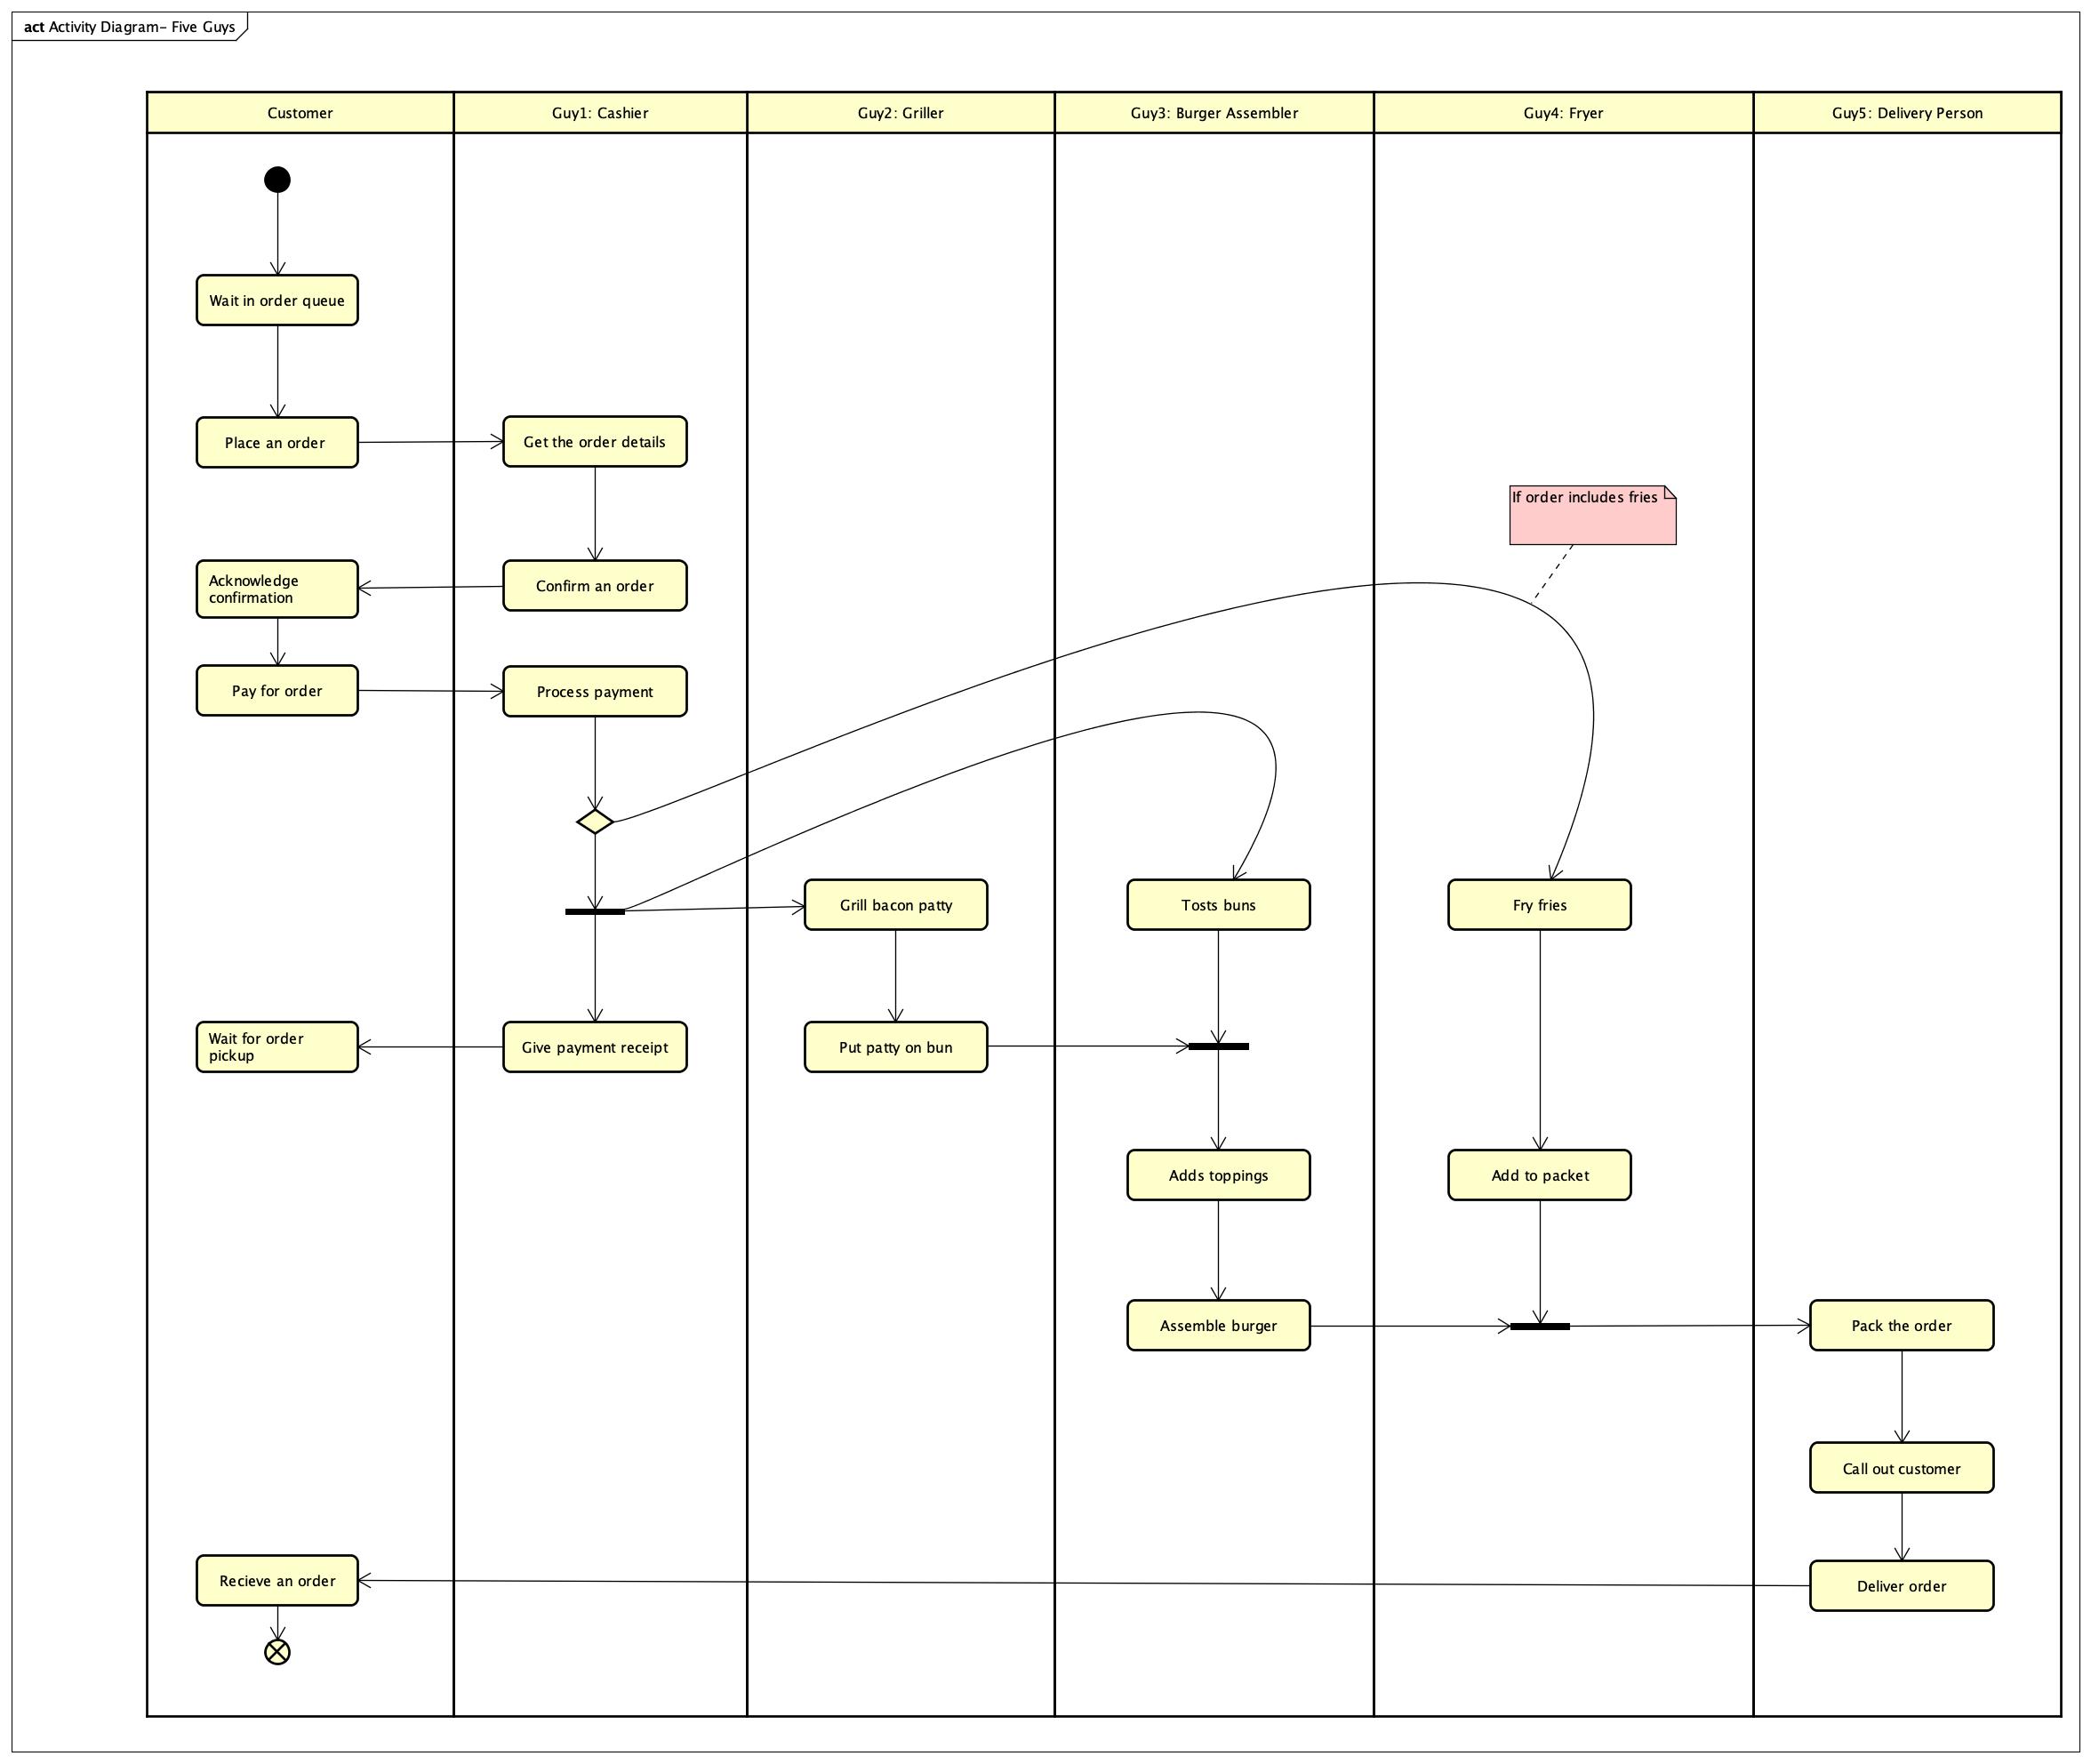 act Activity Diagram- Five Guys
Customer
Guy1: Cashier
Guy2: Griller
Guy3: Burger Assembler
Guy4: Fryer
Guy5: Delivery Person
Wait in order queue
Place an order
Get the order details
If order includes fries
Acknowledge
confirmation
Confirm an order
Pay for order
Process payment
Grill bacon patty
Tosts buns
Fry fries
Wait for order
pickup
Give payment receipt
Put patty on bun
Adds toppings
Add to packet
Assemble burger
Pack the order
Call out customer
Recieve an order
Deliver order